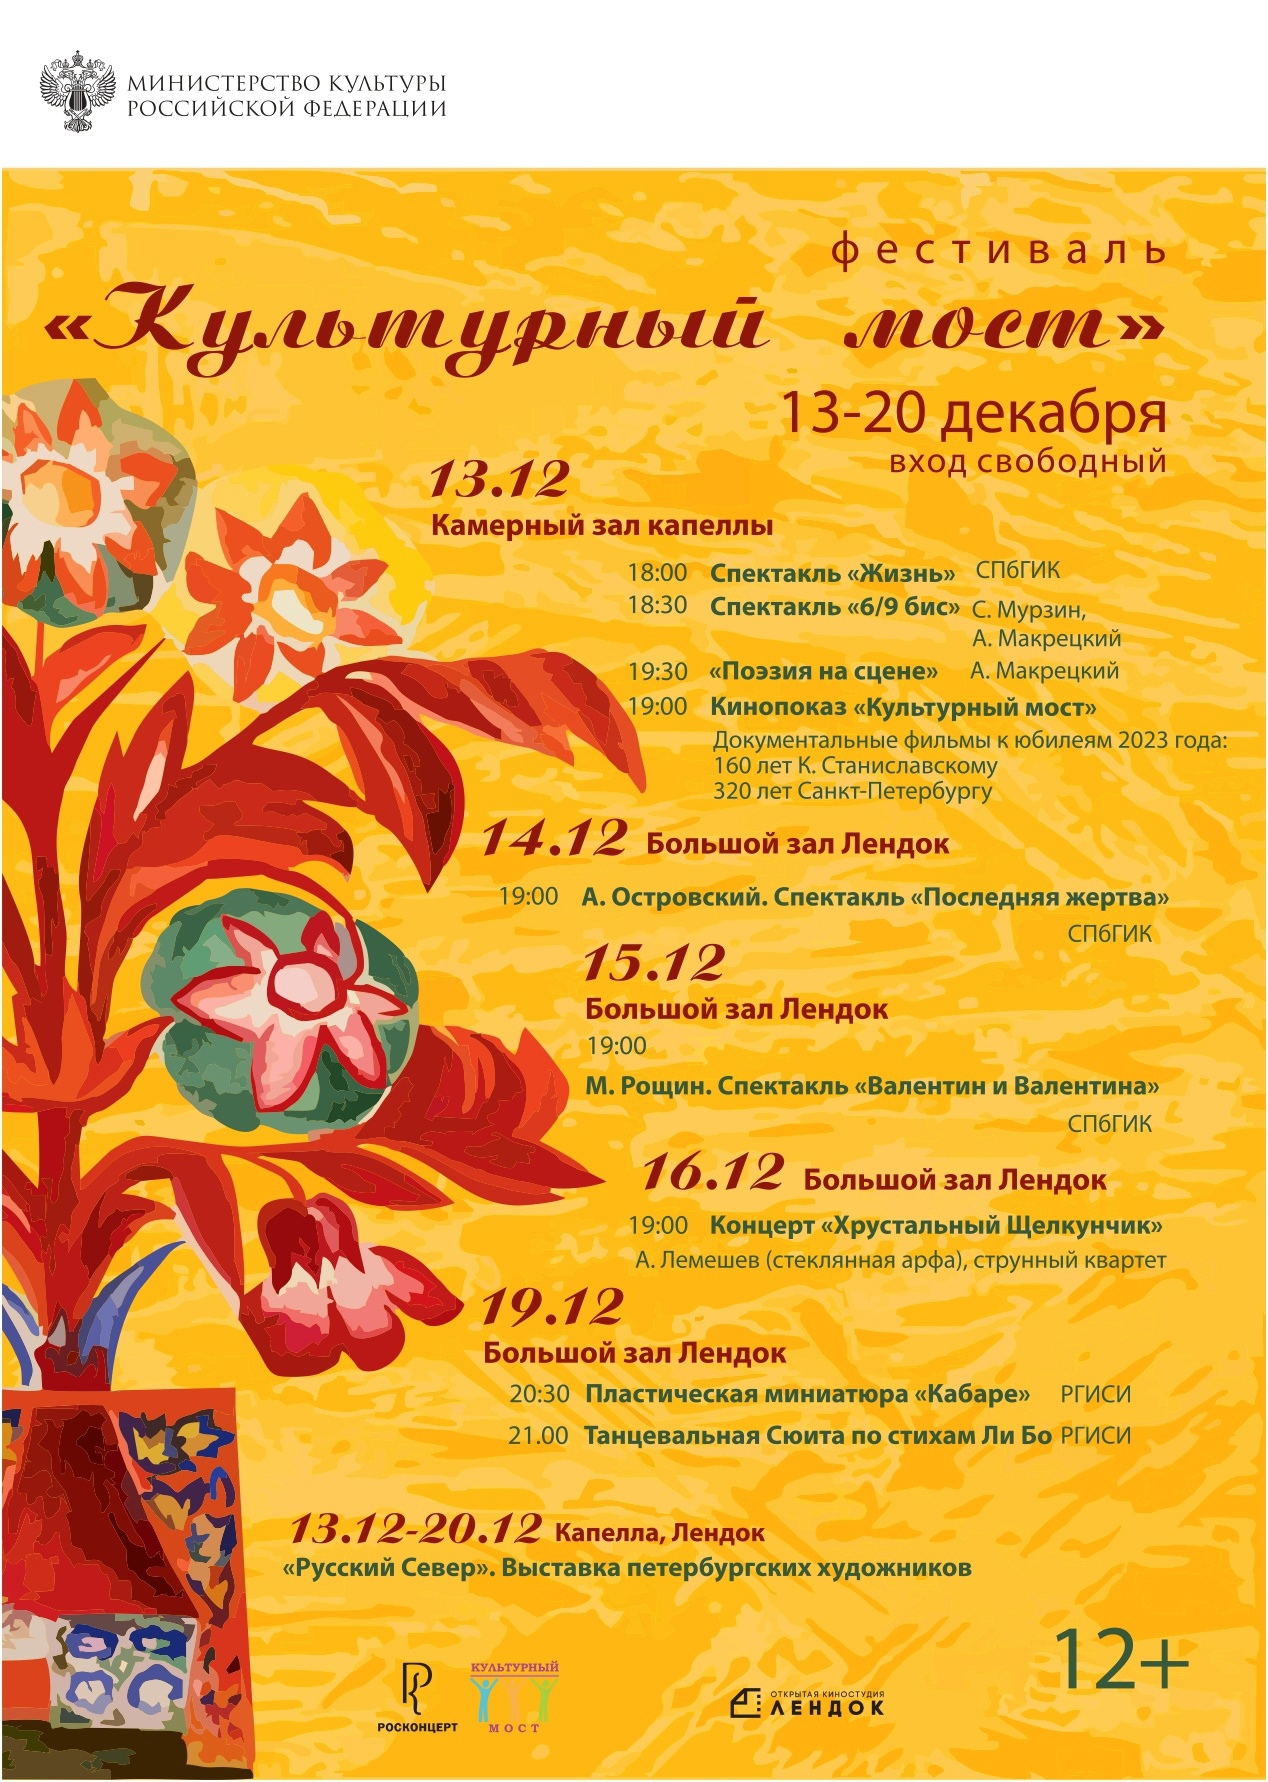 МИНИСТЕРСТВО КУЛЬТУРЫ
РОССИЙСКОЙ ФЕДЕРАЦИИ
фестиваль
«Культурный мост»
13-20 декабря
вход свободный
13.12
Камерный зал капеллы
18:00 Спектакль «Жизнь» СПбГИК
18:30 Спектакль «6/9 бис» С. Мурзин,
А. Макрецкий
19:30 «Поэзия на сцене» А. Макрецкий
19:00 Кинопоказ «Культурный мост»
Документальные фильмы к юбилеям 2023 года:
160 лет К. Станиславскому
320 лет Санкт-Петербургу
14.12 Большой зал Лендок
19:00 А. Островский. Спектакль «Последняя жертва»
СПбГИК
15.12
Большой зал Лендок
19:00
М. Рощин. Спектакль «Валентин и Валентина»
СПбГИК
16.12 Большой зал Лендок
19:00 Концерт «Хрустальный Щелкунчик»
А. Лемешев (стеклянная арфа), струнный квартет
19.12
Большой зал Лендок
20:30 Пластическая миниатюра «Кабаре» РГИСИ
21.00 Танцевальная Сюита по стихам Ли Бо РГИСИ
13.12-20.12 Капелла, Лендок
«Русский Север». Выставка петербургских художников
12+
РОСКОНЦЕРТ
КУЛЬТУРНЫЙ
МОСТ
ОТКРЫТАЯ КИНОСТУДИЯ
ЛЕНДОК